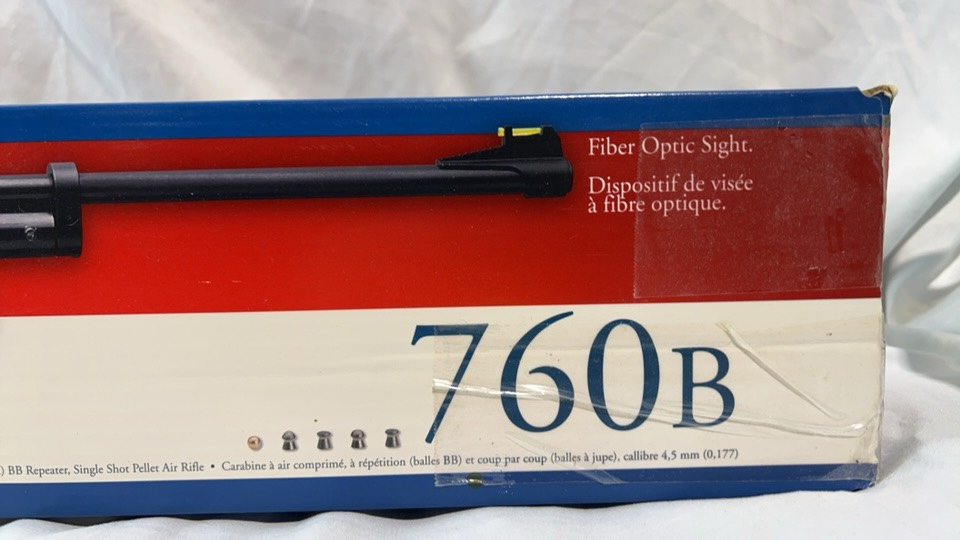 Fiber Optic Sight.
Dispositif de visée
à fibre optique.
760B
) BB Repeater, Single Shot Pellet Air Rifle • Carabine à air comprimé, à répétition (balles BB) et coup par coup (balles à jupe), callibre 4,5 mm (0,177)